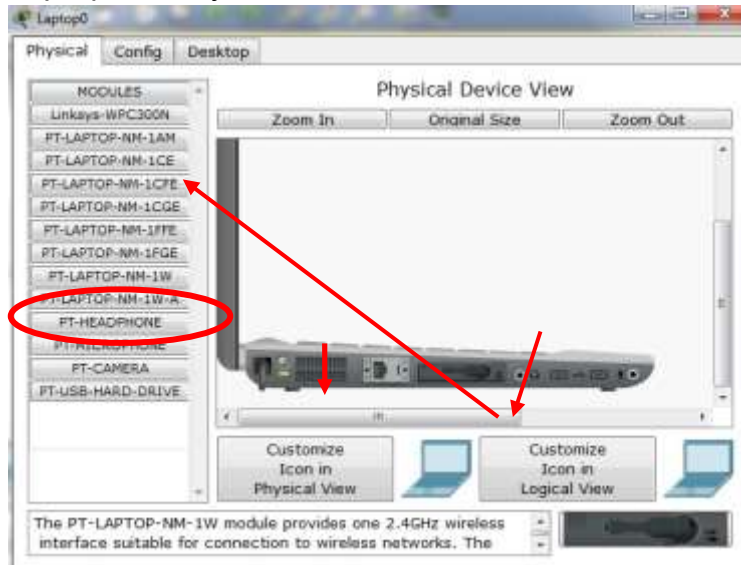 Laptop0
Physical Config Desktop
MODULES
Linksys-WPC300N
PT-LAPTOP-NM-1AM
PT-LAPTOP-NM-1CE
PT-LAPTOP-NM-1CFE
PT-LAPTOP-NM-1CGE
PT-LAPTOP-NM-1FFE
PT-LAPTOP-NM-1FGE
PT-LAPTOP-NM-1W
PT-LAPTOP-NM-1W-A
PT-HEADPHONE
PT-MICROPHONE
PT-CAMERA
PT-USB-HARD-DRIVE
Physical Device View
Zoom In Original Size Zoom Out
Customize
Icon in
Physical View
Customize
Icon in
Logical View
The PT-LAPTOP-NM-1W module provides one 2.4GHz wireless
interface suitable for connection to wireless networks. The